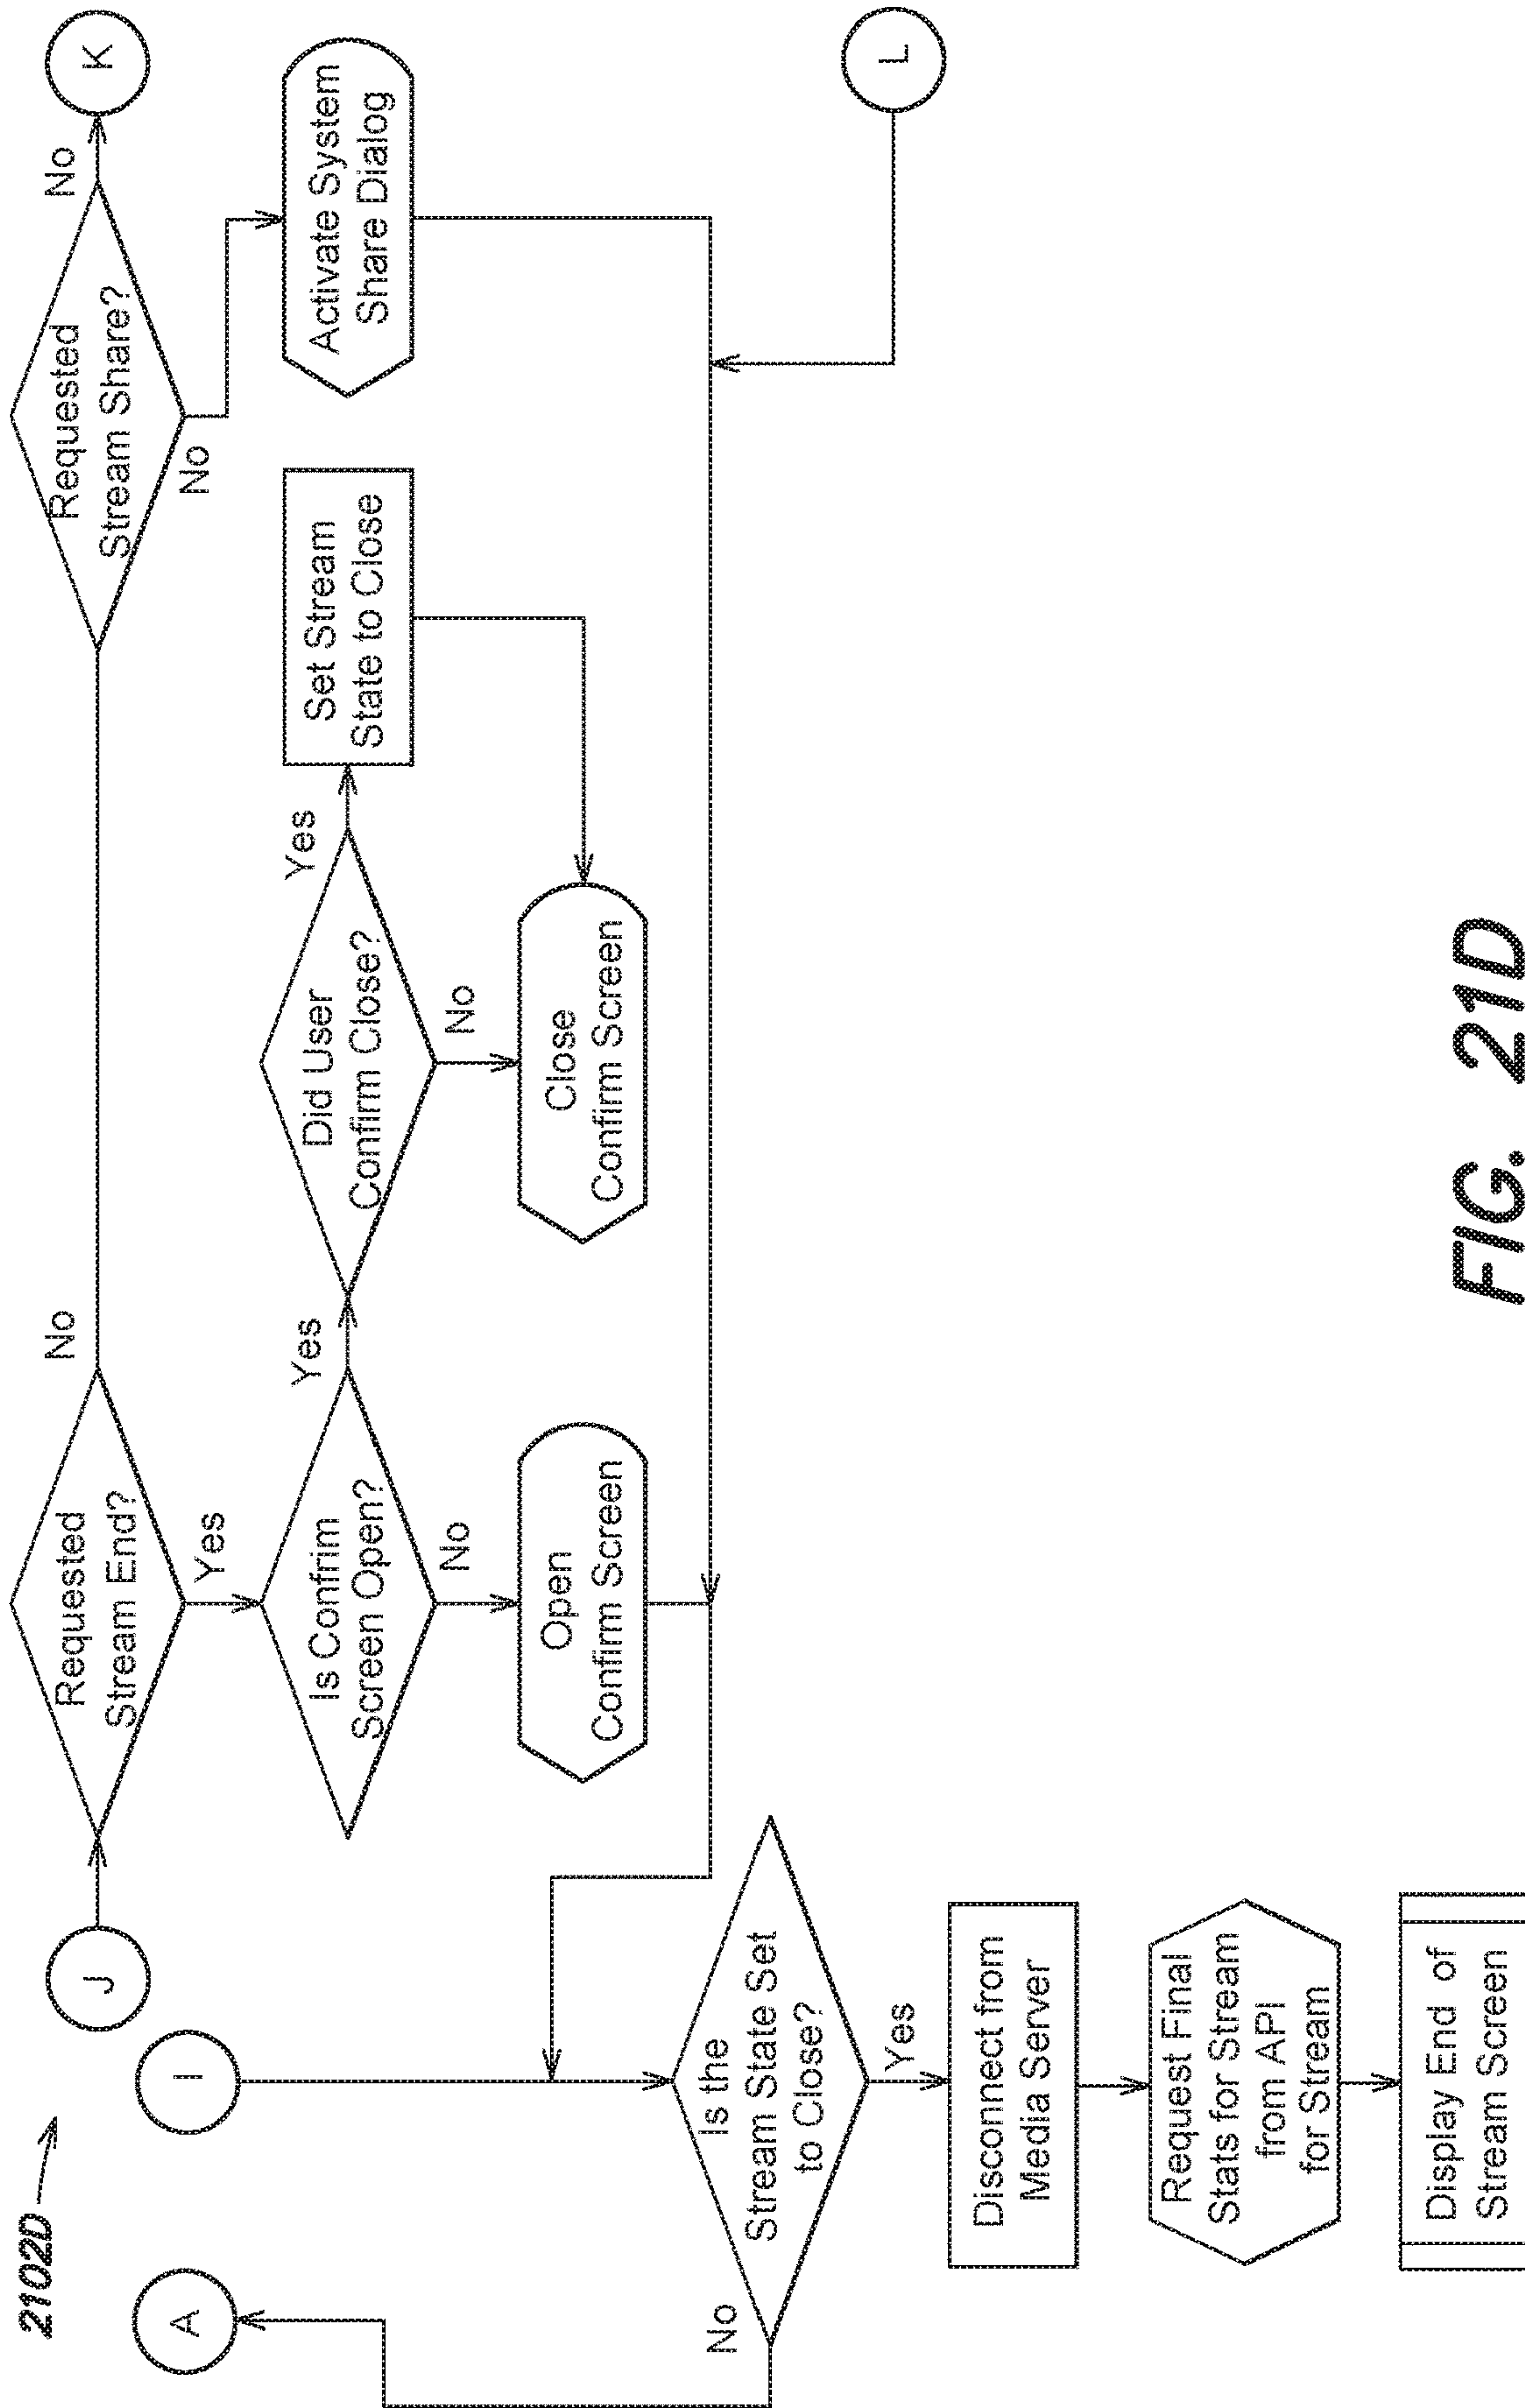 2102D
J
Requested
Stream End?
No
Requested
Stream Share?
No
K
A
I
Yes
Is Confrim
Screen Open?
Yes
Did User
Confirm Close?
Yes
Set Stream
State to Close
No
Activate System
Share Dialog
No
Open
Confirm Screen
No
Close
Confirm Screen
Is the
Stream State Set
to Close?
No
Yes
L
Disconnect from
Media Server
Request Final
Stats for Stream
from API
for Stream
Display End of
Stream Screen
FIG. 21D